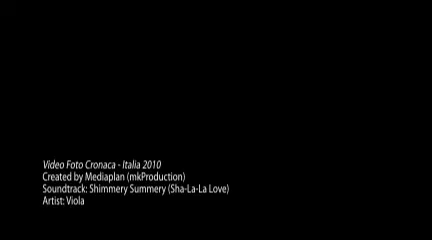 Video Foto Cronaca - Italia 2010
Created by Mediaplan (mkProduction)
Soundtrack: Shimmery Summery (Sha-La-La Love)
Artist: Viola